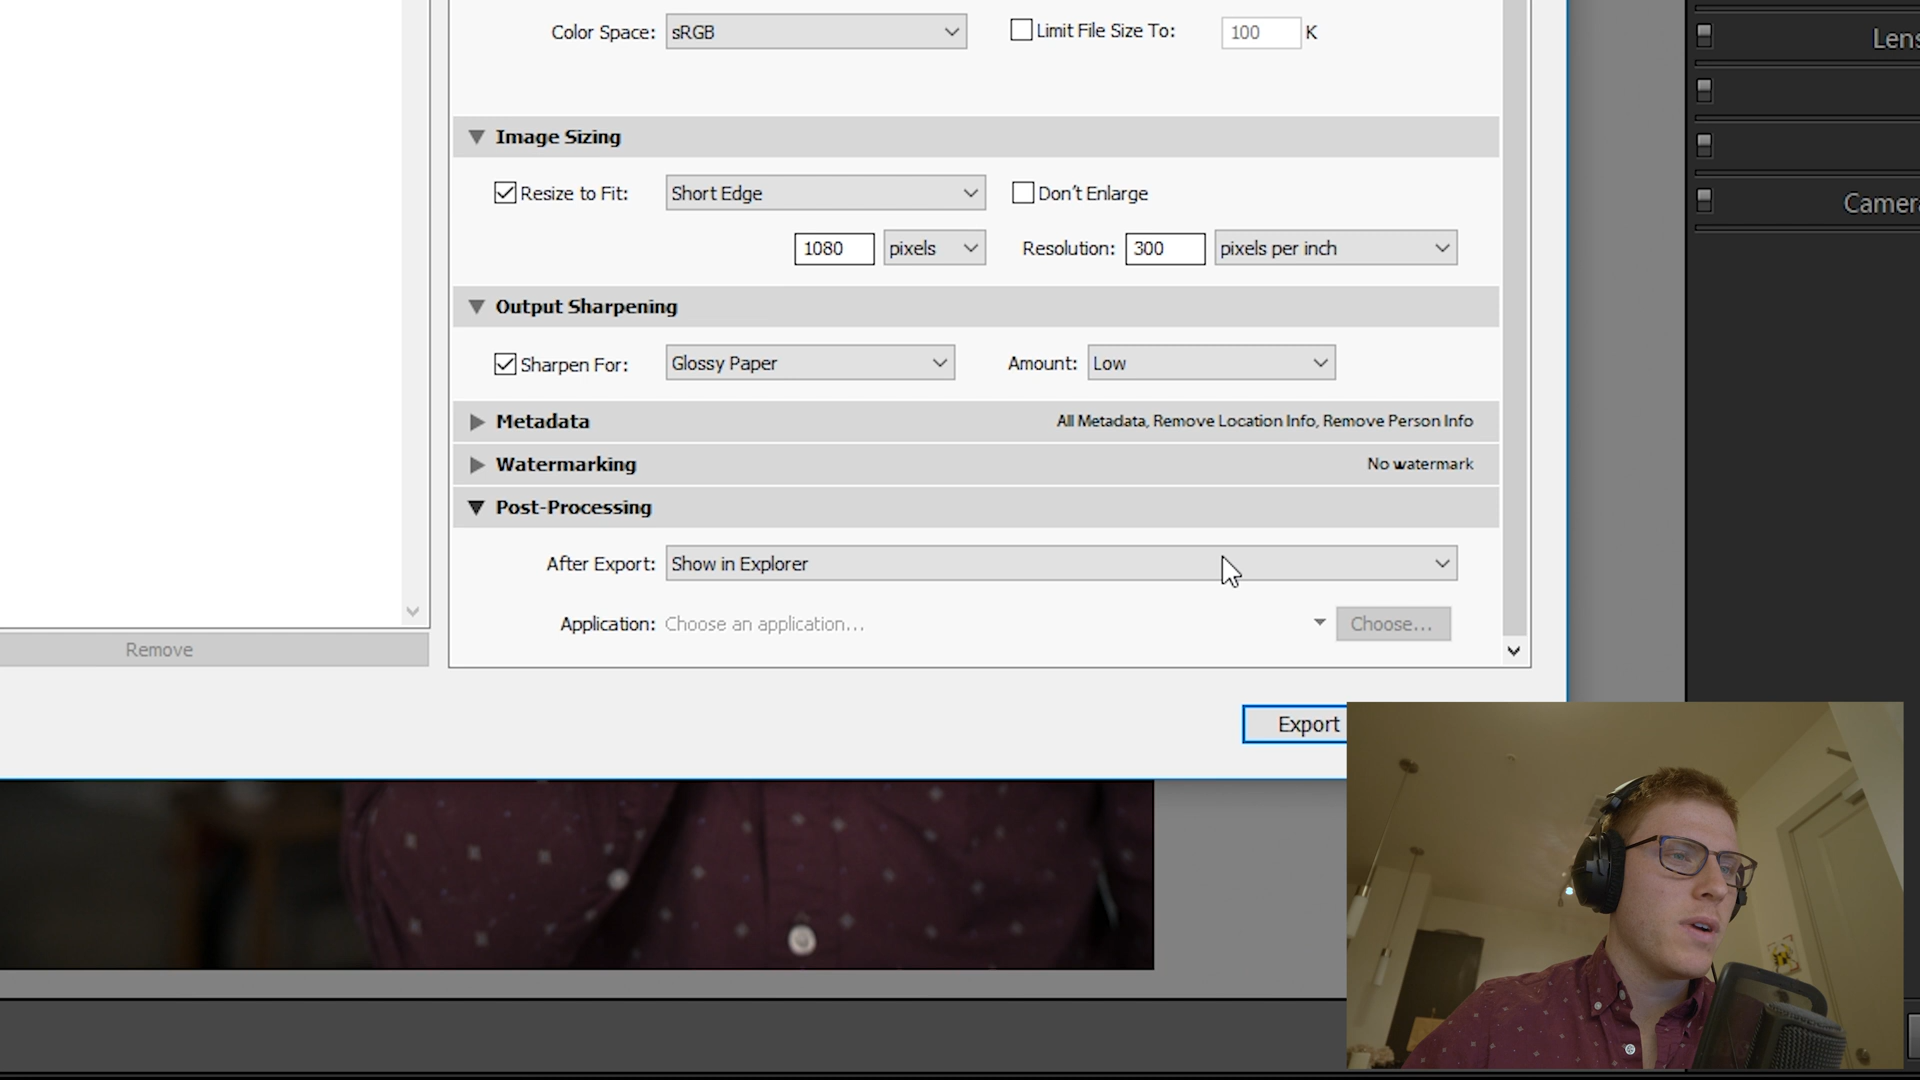 Color Space: sRGB Limit File Size To: 100 K
Lens
Image Sizing
Resize to Fit: Short Edge Don't Enlarge
Camera
1080 pixels Resolution: 300 pixels per inch
Output Sharpening
Sharpen For: Glossy Paper Amount: Low
Metadata All Metadata, Remove Location Info, Remove Person Info
Watermarking No watermark
Post-Processing
After Export: Show in Explorer
Application: Choose an application... Choose...
Remove
Export